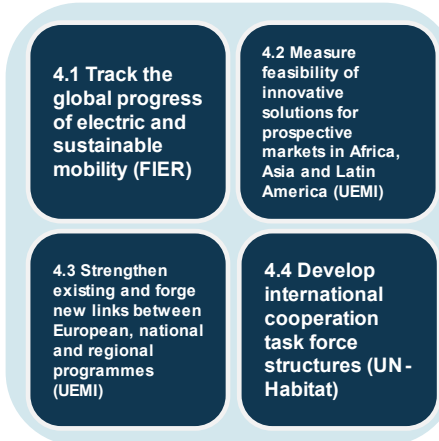 4.1 Track the
global progress
of electric and
sustainable
mobility (FIER)
4.2 Measure
feasibility of
innovative
solutions for
prospective
markets in Africa,
Asia and Latin
America (UEMI)
4.3 Strengthen
existing and forge
new links between
European, national
and regional
programmes
(UEMI)
4.4 Develop
international
cooperation
task force
structures (UN-
Habitat)